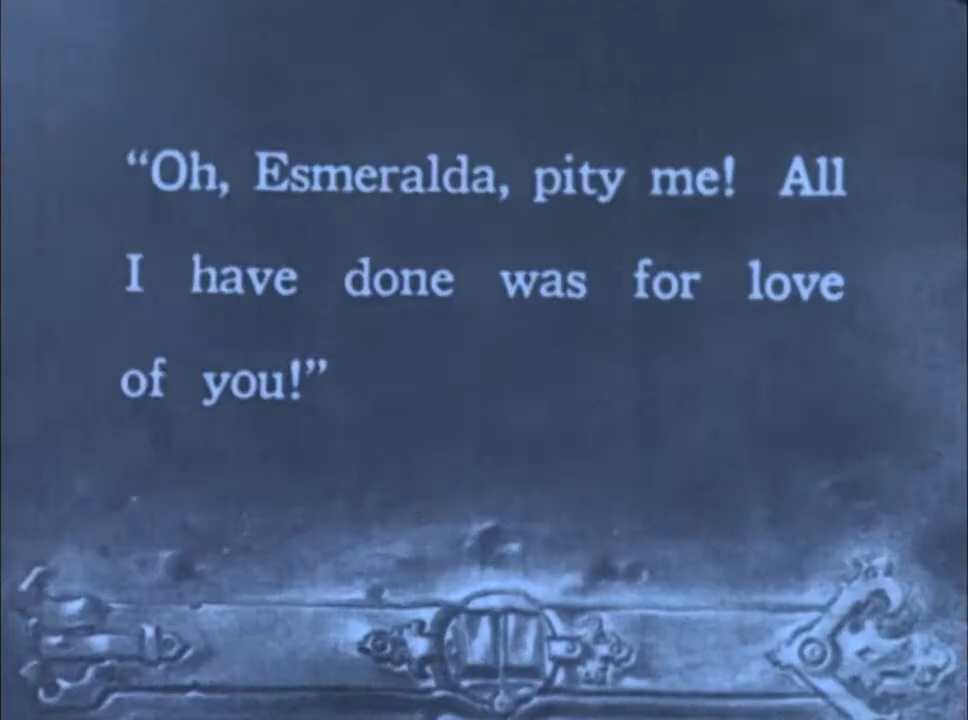 “Oh, Esmeralda, pity me! All
I have done was for love
of you!”